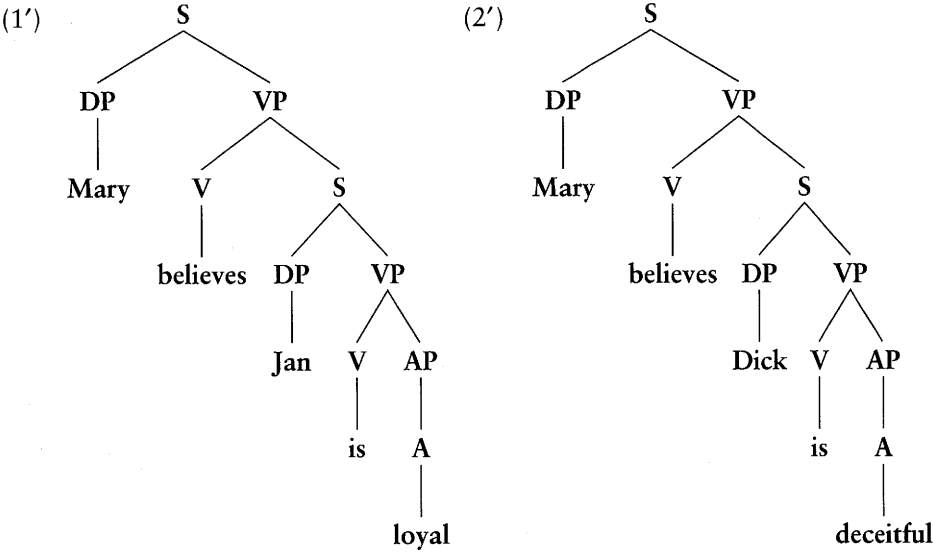 (1′) S (2′) S
DP VP DP VP
Mary V S Mary V S
believes DP VP believes DP VP
Jan V AP Dick V AP
is A is A
loyal deceitful